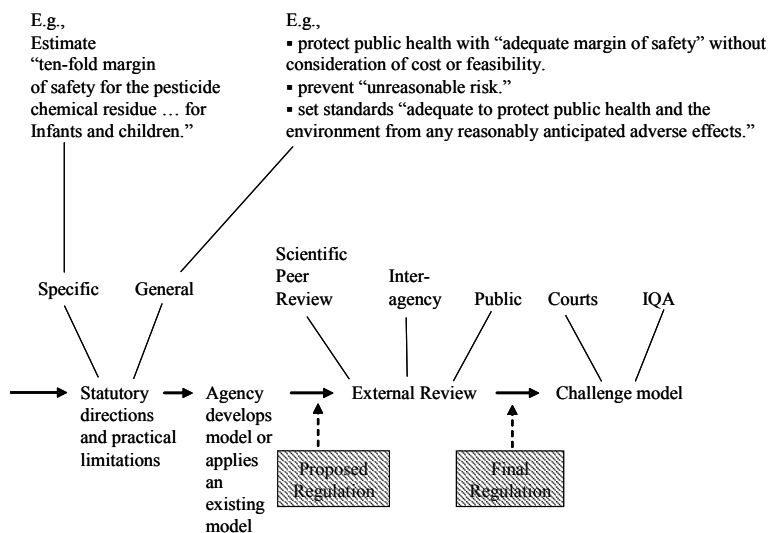 E.g.,
Estimate
“ten-fold margin
of safety for the pesticide
chemical residue … for
Infants and children.”
E.g.,
▪ protect public health with “adequate margin of safety” without
consideration of cost or feasibility.
▪ prevent “unreasonable risk.”
▪ set standards “adequate to protect public health and the
environment from any reasonably anticipated adverse effects.”
Specific
General
Scientific
Peer
Review
Inter-
agency
Public
Courts
IQA
Statutory
directions
and practical
limitations
Agency
develops
model or
applies
an
existing
model
External Review
Challenge model
Proposed
Regulation
Final
Regulation